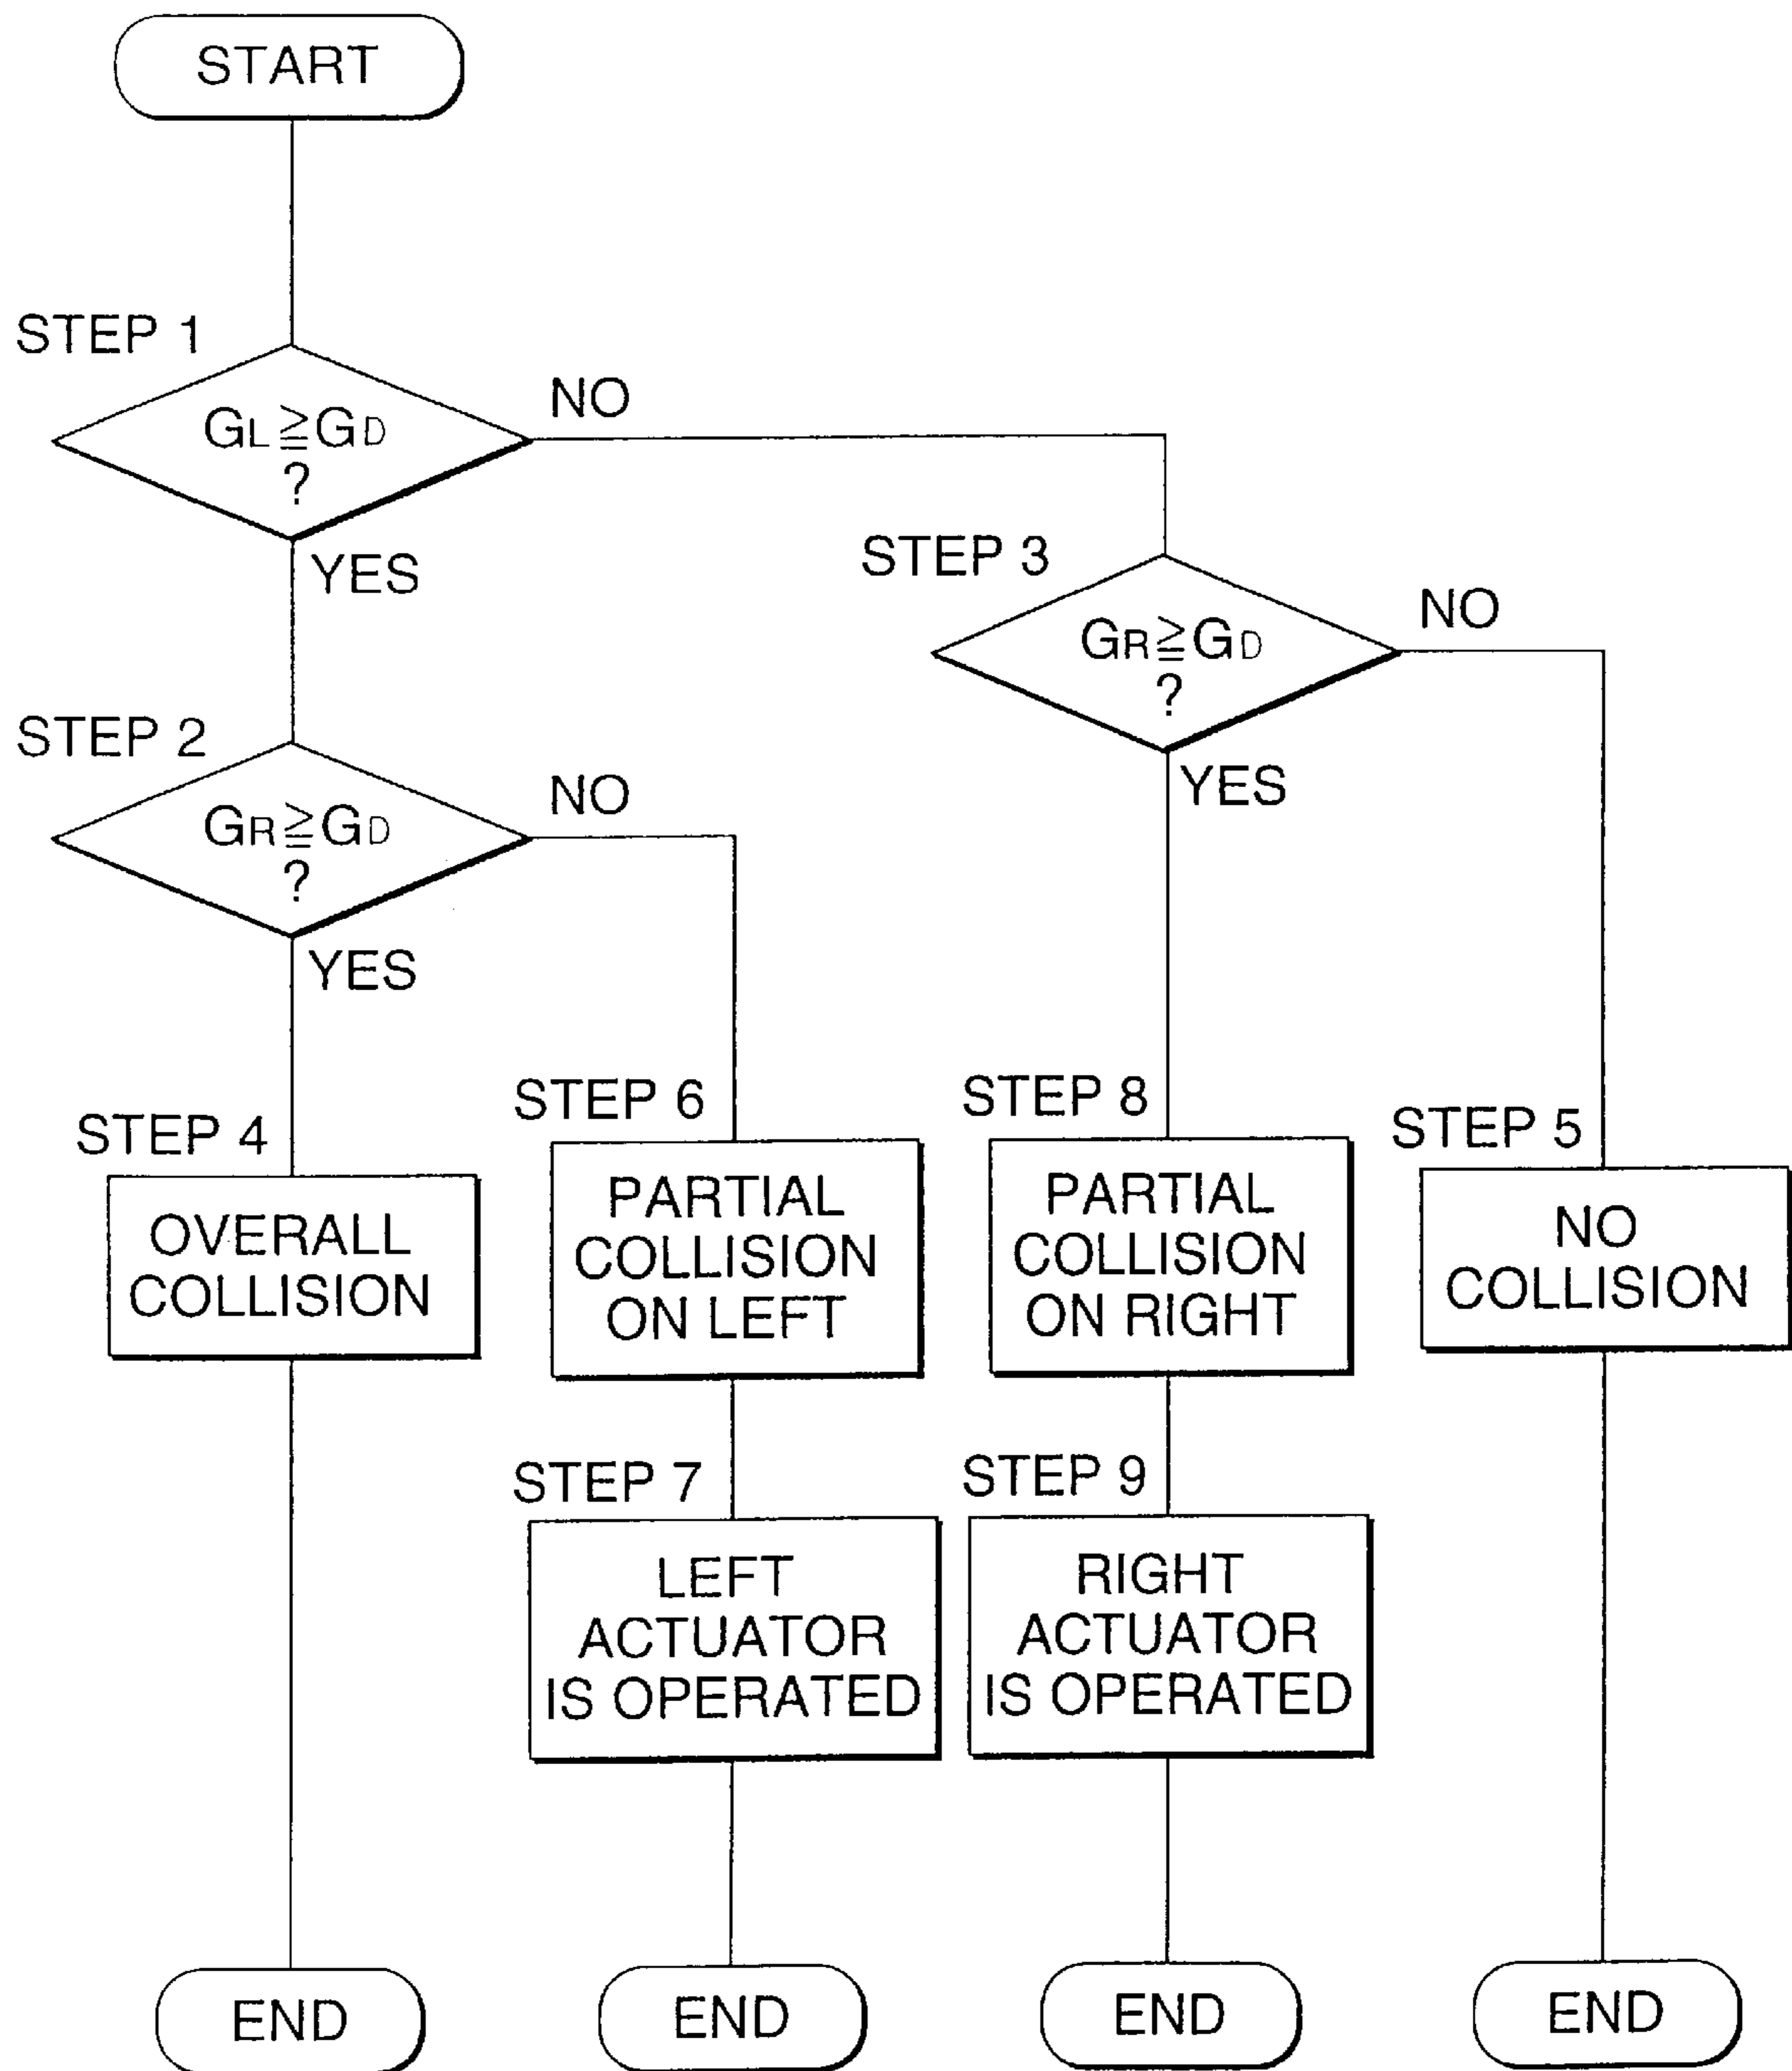 START
STEP 1
GL≧GD
?
NO
YES
STEP 3
GR≧GD
?
NO
YES
STEP 2
GR≧GD
?
NO
YES
STEP 4
OVERALL
COLLISION
STEP 6
PARTIAL
COLLISION
ON LEFT
STEP 8
PARTIAL
COLLISION
ON RIGHT
STEP 5
NO
COLLISION
STEP 7
LEFT
ACTUATOR
IS OPERATED
STEP 9
RIGHT
ACTUATOR
IS OPERATED
END
END
END
END